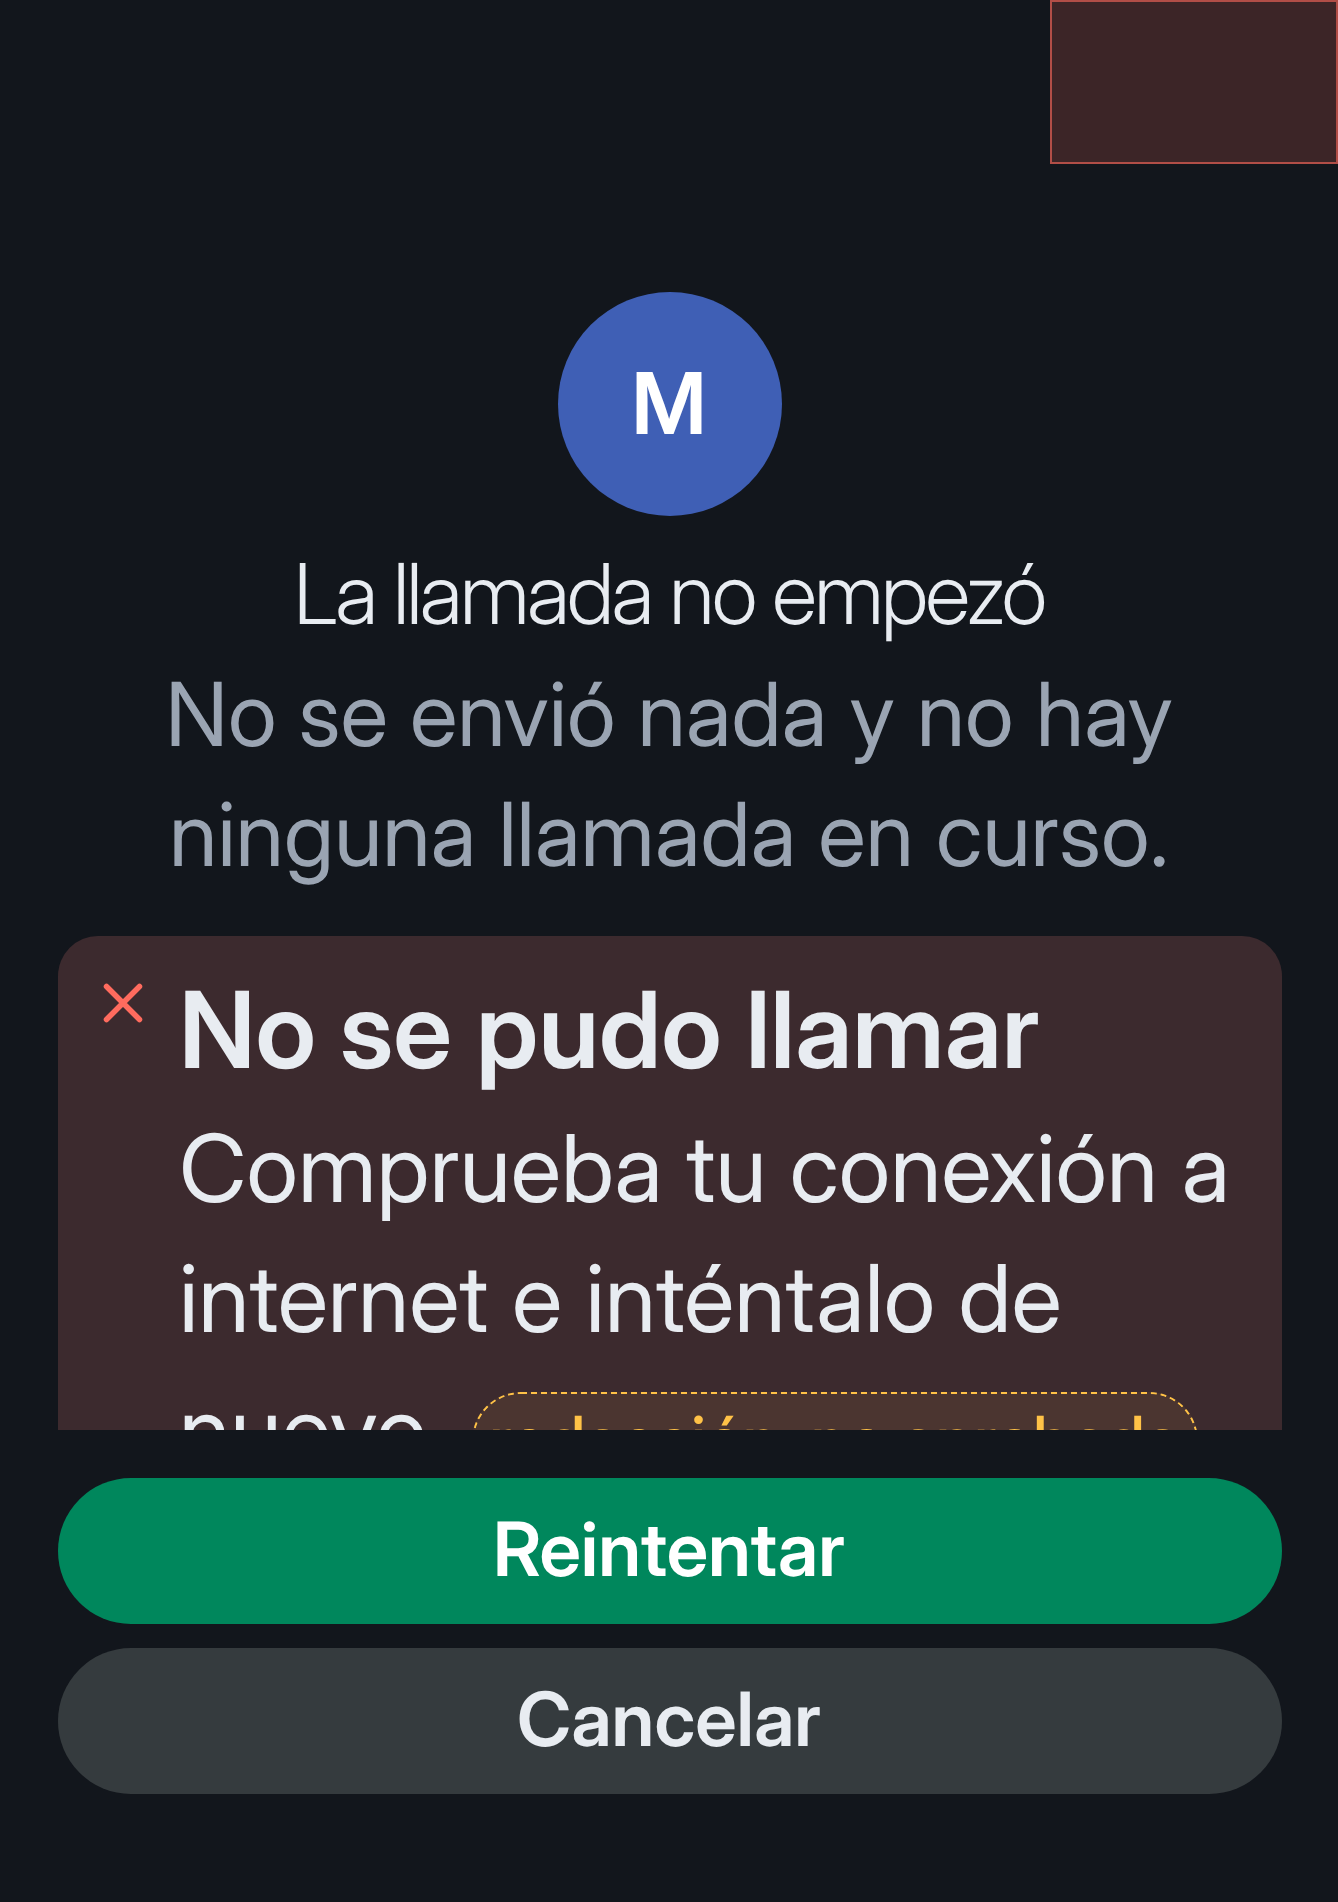 M
La llamada no empezó
No se envió nada y no hay
ninguna llamada en curso.
No se pudo llamar
Comprueba tu conexión a
internet e inténtalo de
Reintentar
Cancelar